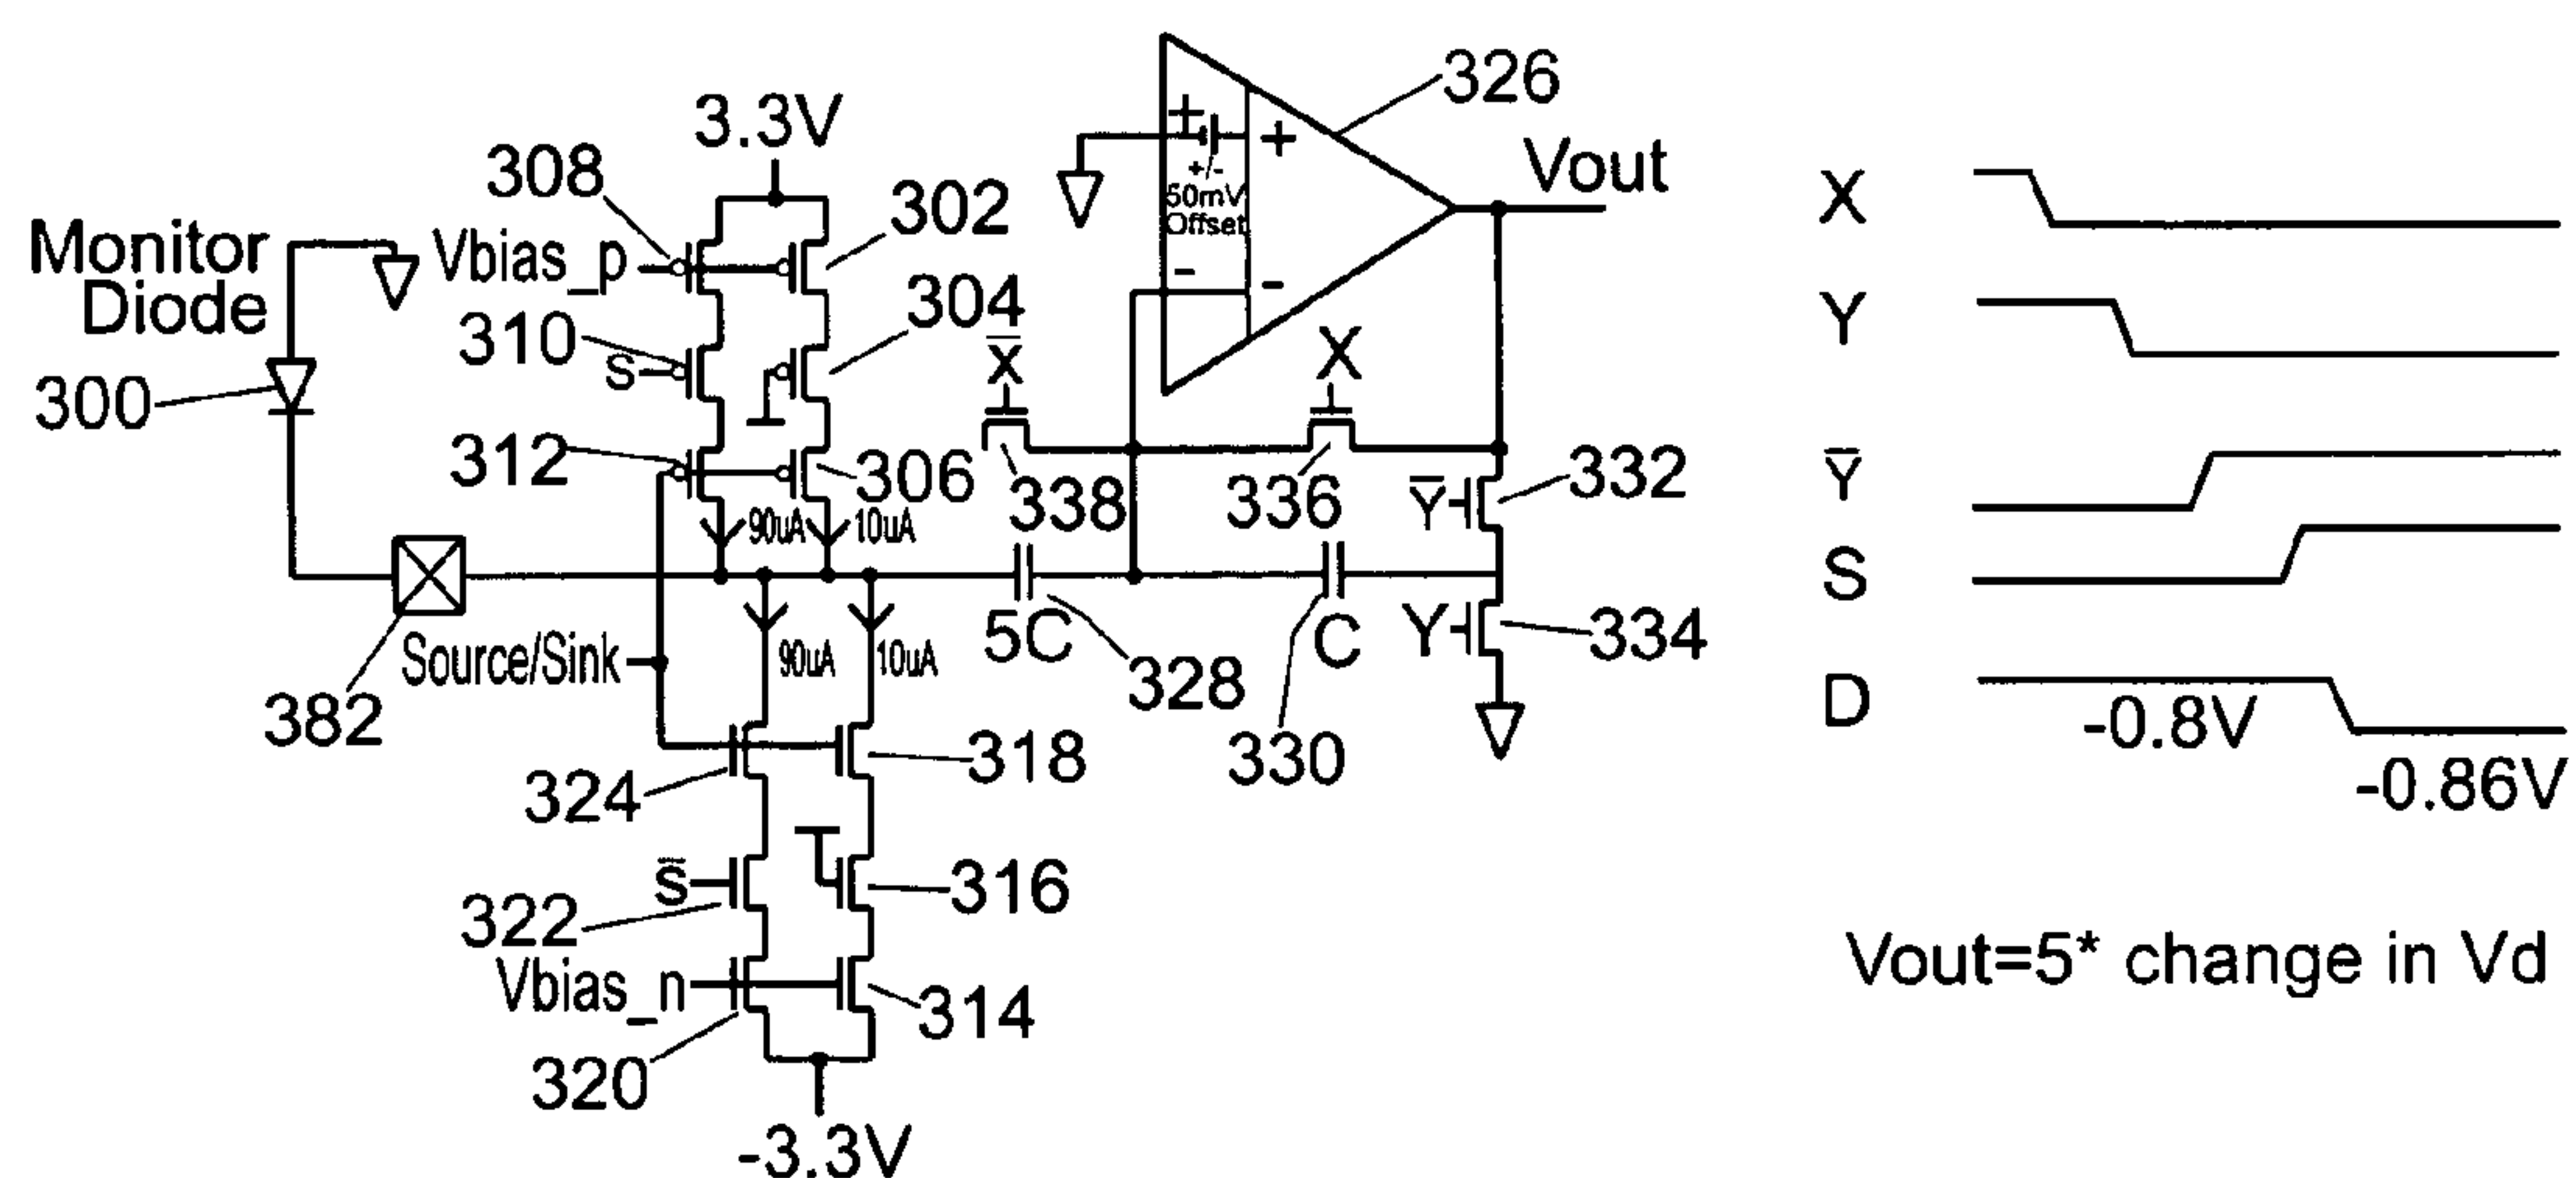 326
3.3V
Vout
308
302
+
+
+/-
50mV
Offset
-
-
Monitor
Diode
Vbias_p
304
310
S
X̄
X
300
312
306
338
336
Ȳ
332
90uA
10uA
Source/Sink
90uA
10uA
5C
C
Y
334
382
328
330
324
318
S̄
316
322
Vbias_n
314
320
-3.3V
X
Y
Ȳ
S
D
-0.8V
-0.86V
Vout=5* change in Vd